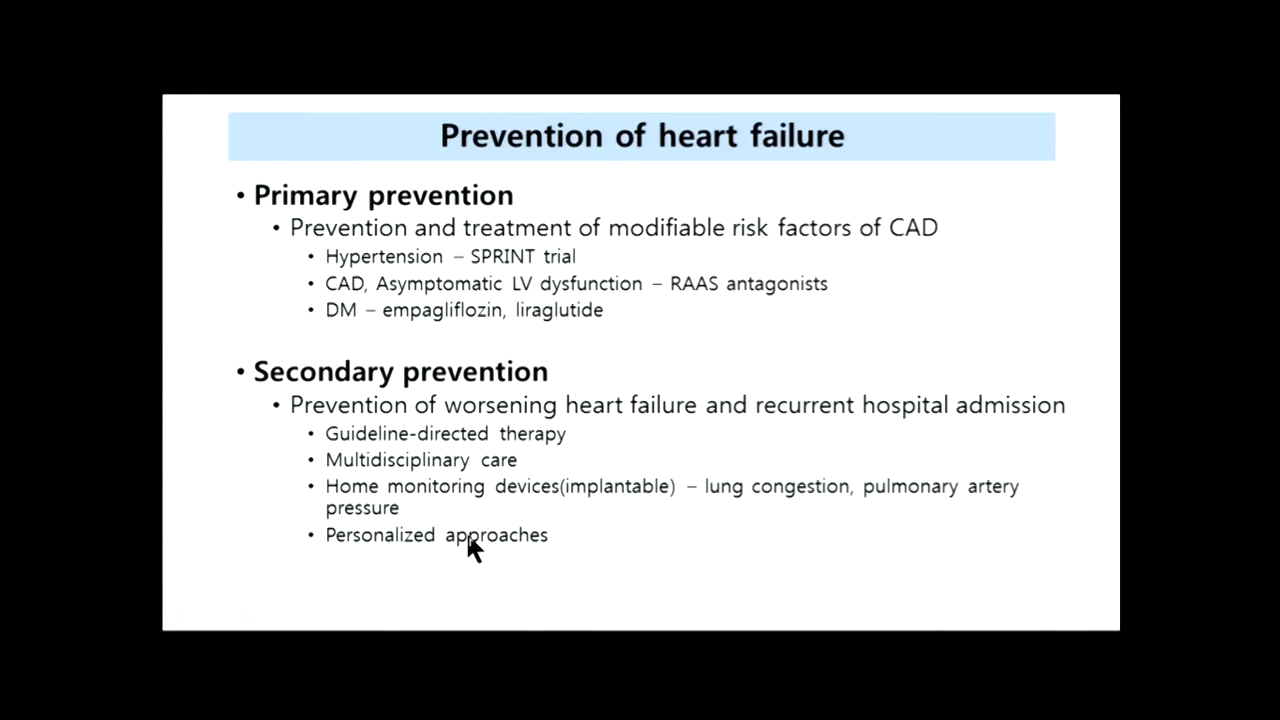 Prevention of heart failure
• Primary prevention
• Prevention and treatment of modifiable risk factors of CAD
• Hypertension – SPRINT trial
• CAD, Asymptomatic LV dysfunction – RAAS antagonists
• DM – empagliflozin, liraglutide
• Secondary prevention
• Prevention of worsening heart failure and recurrent hospital admission
• Guideline-directed therapy
• Multidisciplinary care
• Home monitoring devices(implantable) – lung congestion, pulmonary artery
pressure
• Personalized approaches